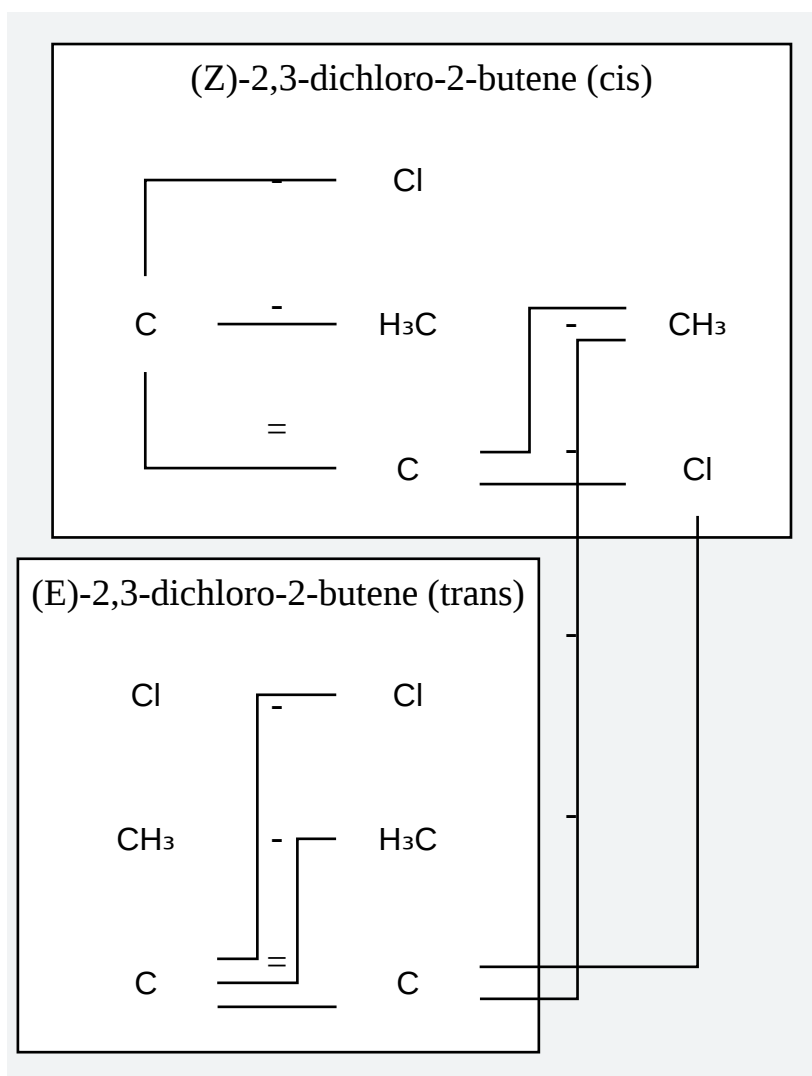 (Z)-2,3-dichloro-2-butene (cis)
- Cl
-
C H₃C - CH₃
=
- 
C Cl
(E)-2,3-dichloro-2-butene (trans)
-
Cl Cl
-
-
CH₃ - H₃C
=
C C